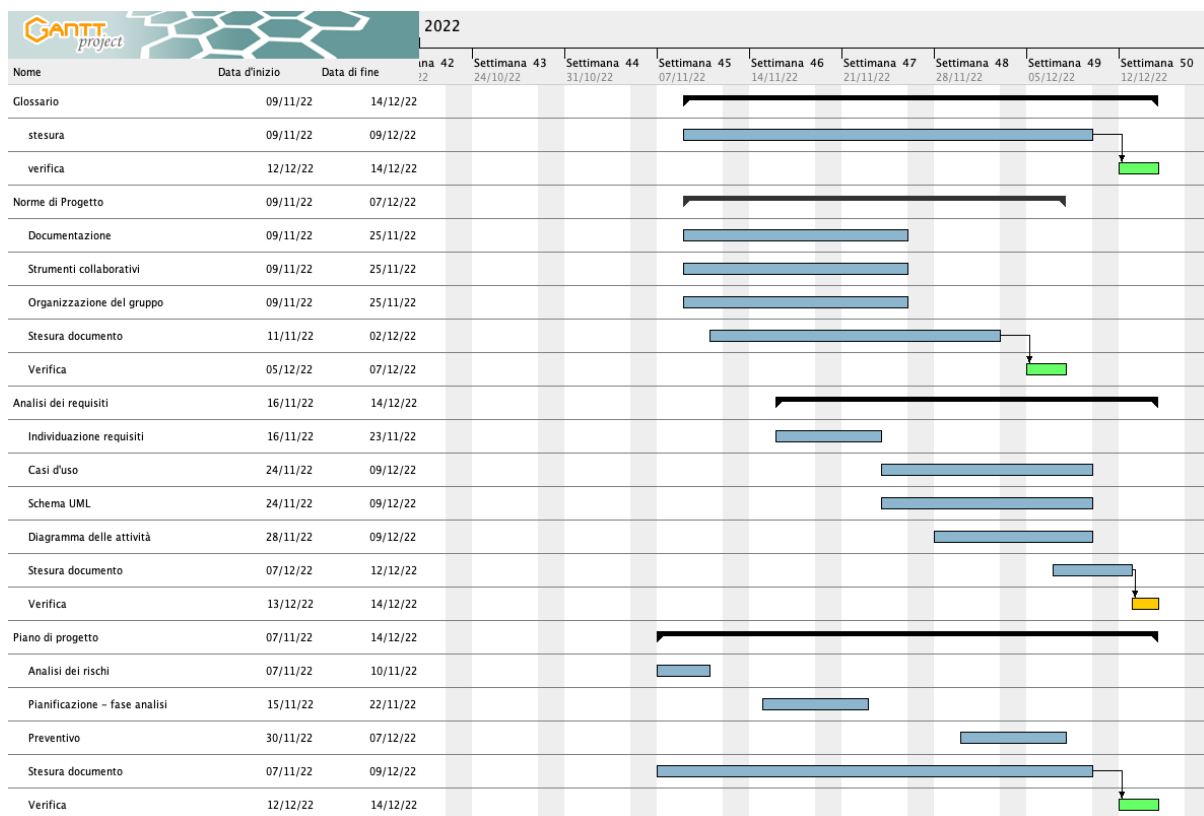 GANTT
project
2022
Nome Data d'inizio Data di fine
ana 42 Settimana 43 Settimana 44 Settimana 45 Settimana 46 Settimana 47 Settimana 48 Settimana 49 Settimana 50
22 24/10/22 31/10/22 07/11/22 14/11/22 21/11/22 28/11/22 05/12/22 12/12/22
Glossario 09/11/22 14/12/22
stesura 09/11/22 09/12/22
verifica 12/12/22 14/12/22
Norme di Progetto 09/11/22 07/12/22
Documentazione 09/11/22 25/11/22
Strumenti collaborativi 09/11/22 25/11/22
Organizzazione del gruppo 09/11/22 25/11/22
Stesura documento 11/11/22 02/12/22
Verifica 05/12/22 07/12/22
Analisi dei requisiti 16/11/22 14/12/22
Individuazione requisiti 16/11/22 23/11/22
Casi d'uso 24/11/22 09/12/22
Schema UML 24/11/22 09/12/22
Diagramma delle attività 28/11/22 09/12/22
Stesura documento 07/12/22 12/12/22
Verifica 13/12/22 14/12/22
Piano di progetto 07/11/22 14/12/22
Analisi dei rischi 07/11/22 10/11/22
Pianificazione - fase analisi 15/11/22 22/11/22
Preventivo 30/11/22 07/12/22
Stesura documento 07/11/22 09/12/22
Verifica 12/12/22 14/12/22